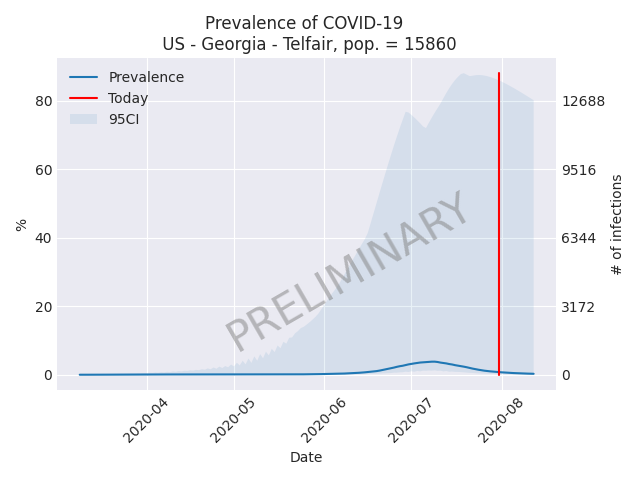 Prevalence of COVID-19
US - Georgia - Telfair, pop. = 15860
Prevalence
Today
95CI
80
60
40
20
0
%
12688
9516
6344
3172
0
# of infections
PRELIMINARY
2020-04
2020-05
2020-06
2020-07
2020-08
Date